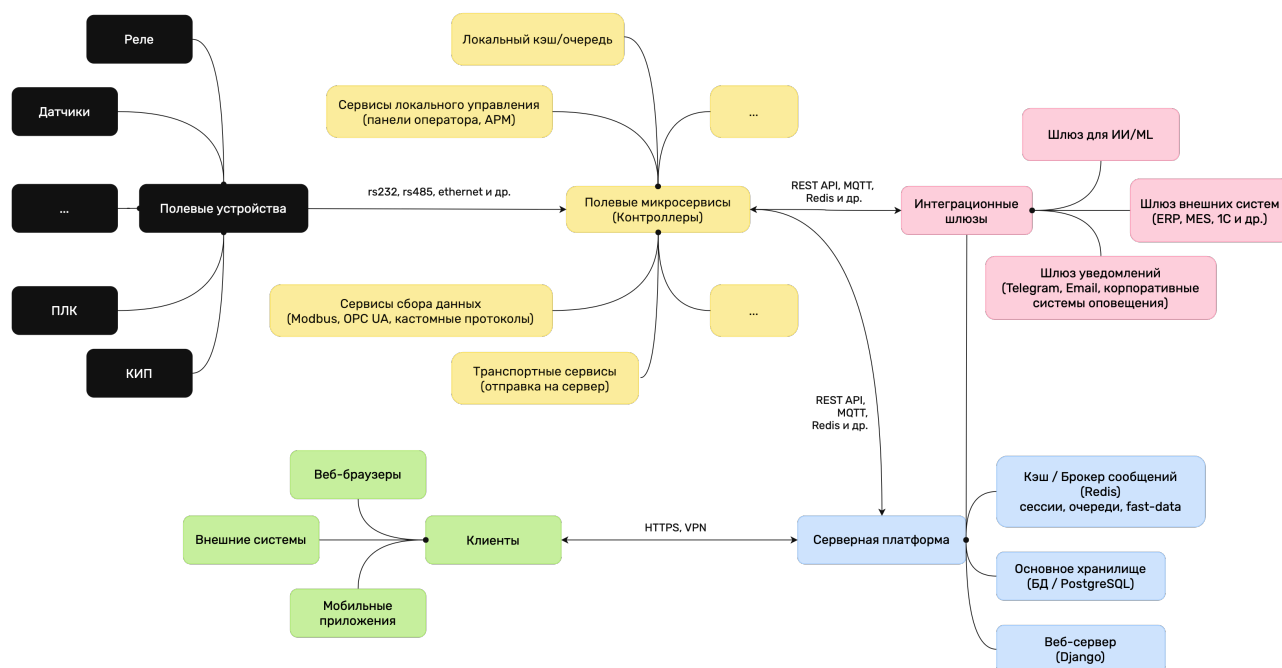 Реле
Датчики
...
Полевые устройства
ПЛК
КИП
rs232, rs485, ethernet и др.
Локальный кэш/очередь
Сервисы локального управления
(панели оператора, АРМ)
...
Полевые микросервисы
(Контроллеры)
Сервисы сбора данных
(Modbus, OPC UA, кастомные протоколы)
...
Транспортные сервисы
(отправка на сервер)
REST API, MQTT,
Redis и др.
Интеграционные
шлюзы
Шлюз для ИИ/ML
Шлюз внешних систем
(ERP, MES, 1С и др.)
Шлюз уведомлений
(Telegram, Email, корпоративные
системы оповещения)
REST API,
MQTT,
Redis и др.
Веб-браузеры
Внешние системы
Клиенты
Мобильные
приложения
HTTPS, VPN
Серверная платформа
Кэш / Брокер сообщений
(Redis)
сессии, очереди, fast-data
Основное хранилище
(БД / PostgreSQL)
Веб-сервер
(Django)